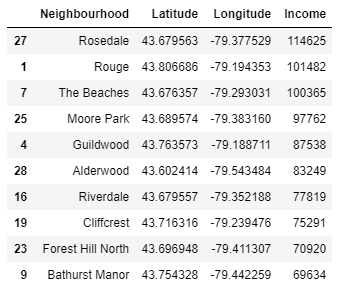 Neighbourhood Latitude Longitude Income
27 Rosedale 43.679563 -79.377529 114625
1 Rouge 43.806686 -79.194353 101482
7 The Beaches 43.676357 -79.293031 100365
25 Moore Park 43.689574 -79.383160 97762
4 Guildwood 43.763573 -79.188711 87538
28 Alderwood 43.602414 -79.543484 83249
16 Riverdale 43.679557 -79.352188 77819
19 Cliffcrest 43.716316 -79.239476 75291
23 Forest Hill North 43.696948 -79.411307 70920
9 Bathurst Manor 43.754328 -79.442259 69634